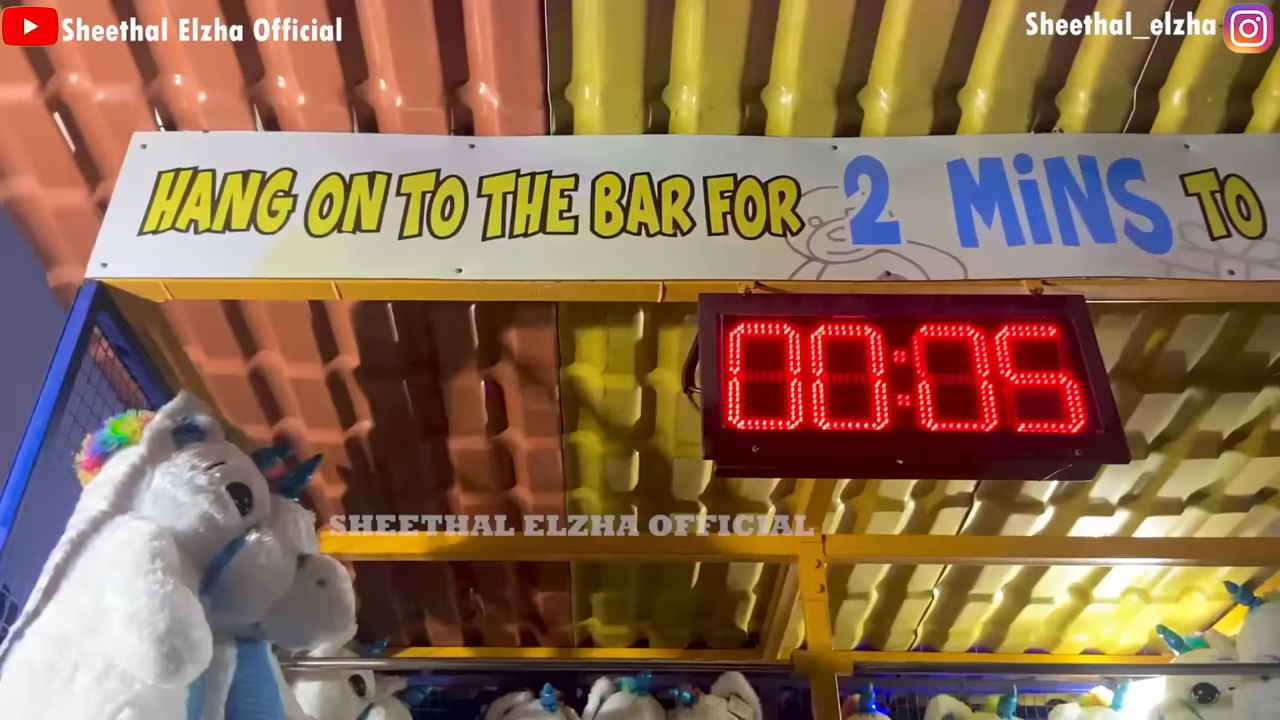 Sheethal Elzha Official
Sheethal_elzha
HANG ON TO THE BAR FOR 2 MiNS TO
00:05
SHEETHAL ELZHA OFFICIAL